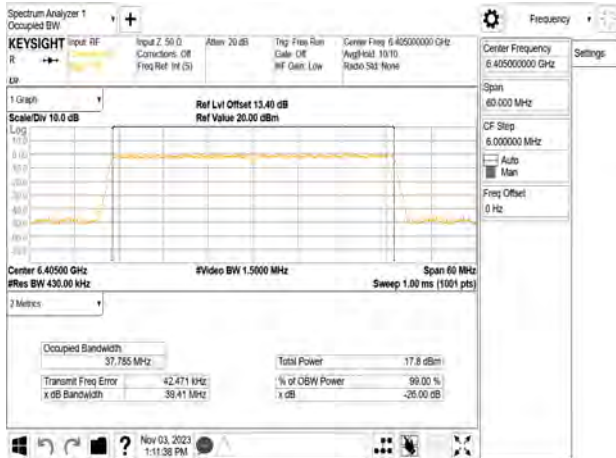 Spectrum Analyzer 1
Occupied BW
Frequency
KEYSIGHT
Input: RF
Input Z: 50 Ω
Corrections: Off
Freq Ref: Int (S)
Atten: 20 dB
Trig: Free Run
Gate: Off
#IF Gain: Low
Center Freq: 6.405000000 GHz
Avg|Hold: 10/10
Radio Std: None
R
Center Frequency
6.405000000 GHz
Settings
Span
60.000 MHz
CF Step
6.000000 MHz
Auto
Man
Freq Offset
0 Hz
1 Graph
Scale/Div 10.0 dB
Ref Lvl Offset 13.40 dB
Ref Value 20.00 dBm
Log
10.0
0.00
Center 6.40500 GHz
#Res BW 430.00 kHz
#Video BW 1.5000 MHz
Span 60 MHz
Sweep 1.00 ms (1001 pts)
2 Metrics
Occupied Bandwidth
37.765 MHz
Total Power
17.8 dBm
Transmit Freq Error
42.471 kHz
% of OBW Power
99.00 %
x dB Bandwidth
39.41 MHz
x dB
-26.00 dB
Nov 03, 2023
1:11:38 PM